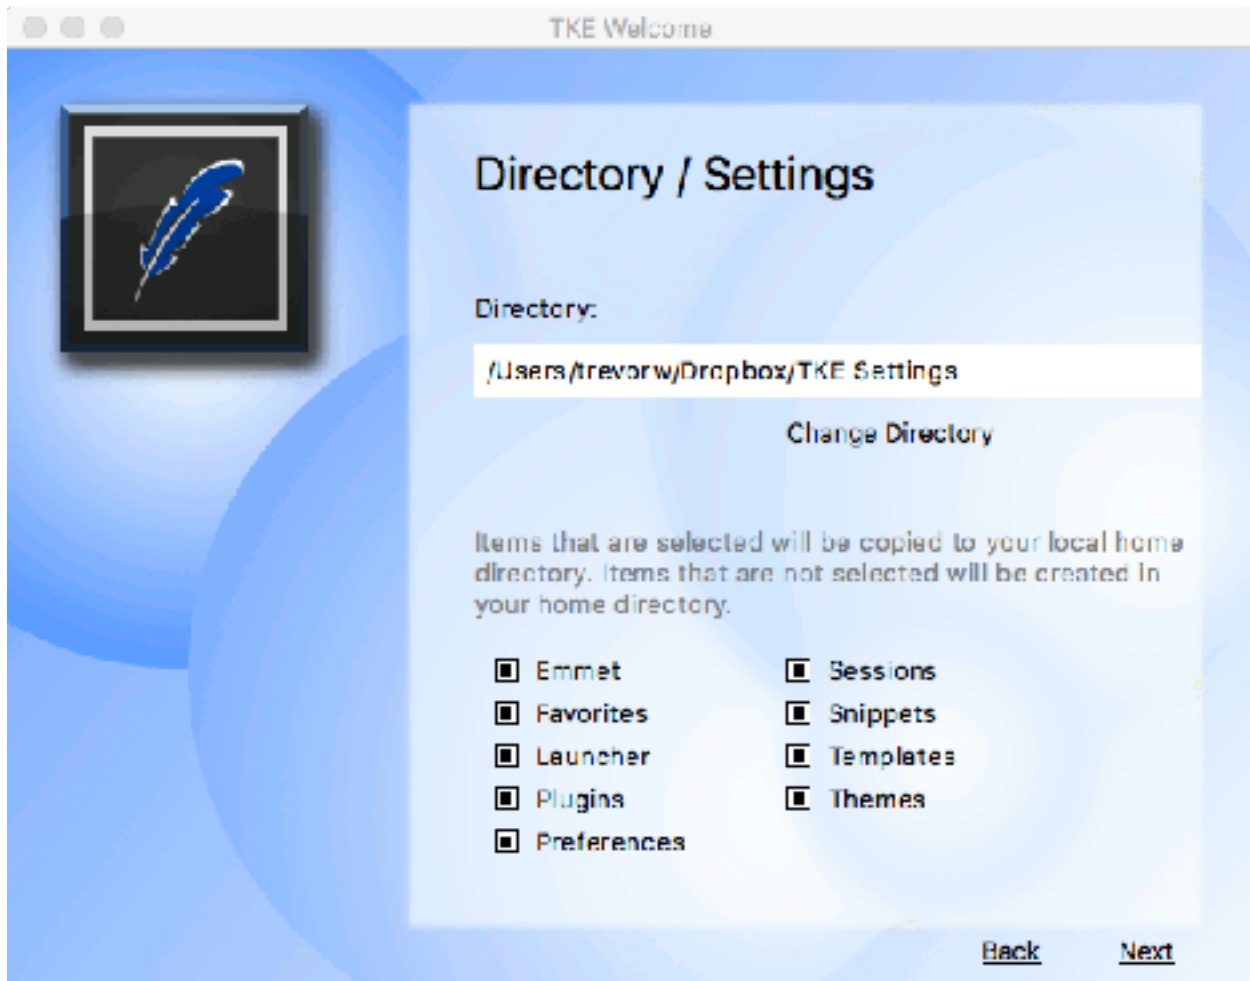 TKE Welcome
Directory / Settings
Directory:
/Users/trevorw/Dropbox/TKE Settings
Change Directory
Items that are selected will be copied to your local home
directory. Items that are not selected will be created in
your home directory.
Emmet
Sessions
Favorites
Snippets
Launcher
Templates
Plugins
Themes
Preferences
Back
Next